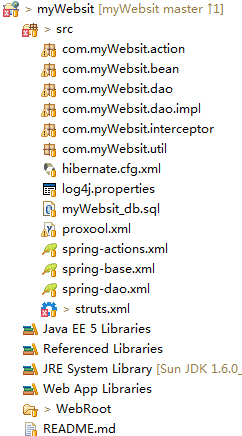 > myWebsit [myWebsit master ↑1]
> src
com.myWebsit.action
com.myWebsit.bean
com.myWebsit.dao
com.myWebsit.dao.impl
com.myWebsit.interceptor
com.myWebsit.util
hibernate.cfg.xml
log4j.properties
myWebsit_db.sql
proxool.xml
spring-actions.xml
spring-base.xml
spring-dao.xml
> struts.xml
Java EE 5 Libraries
Referenced Libraries
JRE System Library [Sun JDK 1.6.0_
Web App Libraries
> WebRoot
README.md